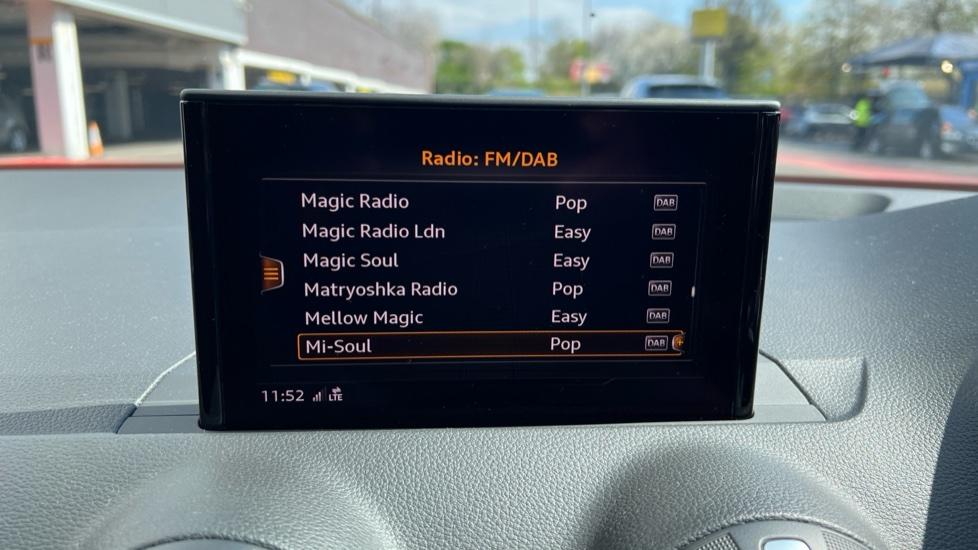 Radio: FM/DAB
Magic Radio Pop DAB
Magic Radio Ldn Easy DAB
Magic Soul Easy DAB
Matryoshka Radio Pop DAB
Mellow Magic Easy DAB
Mi-Soul Pop DAB
11:52 LTE